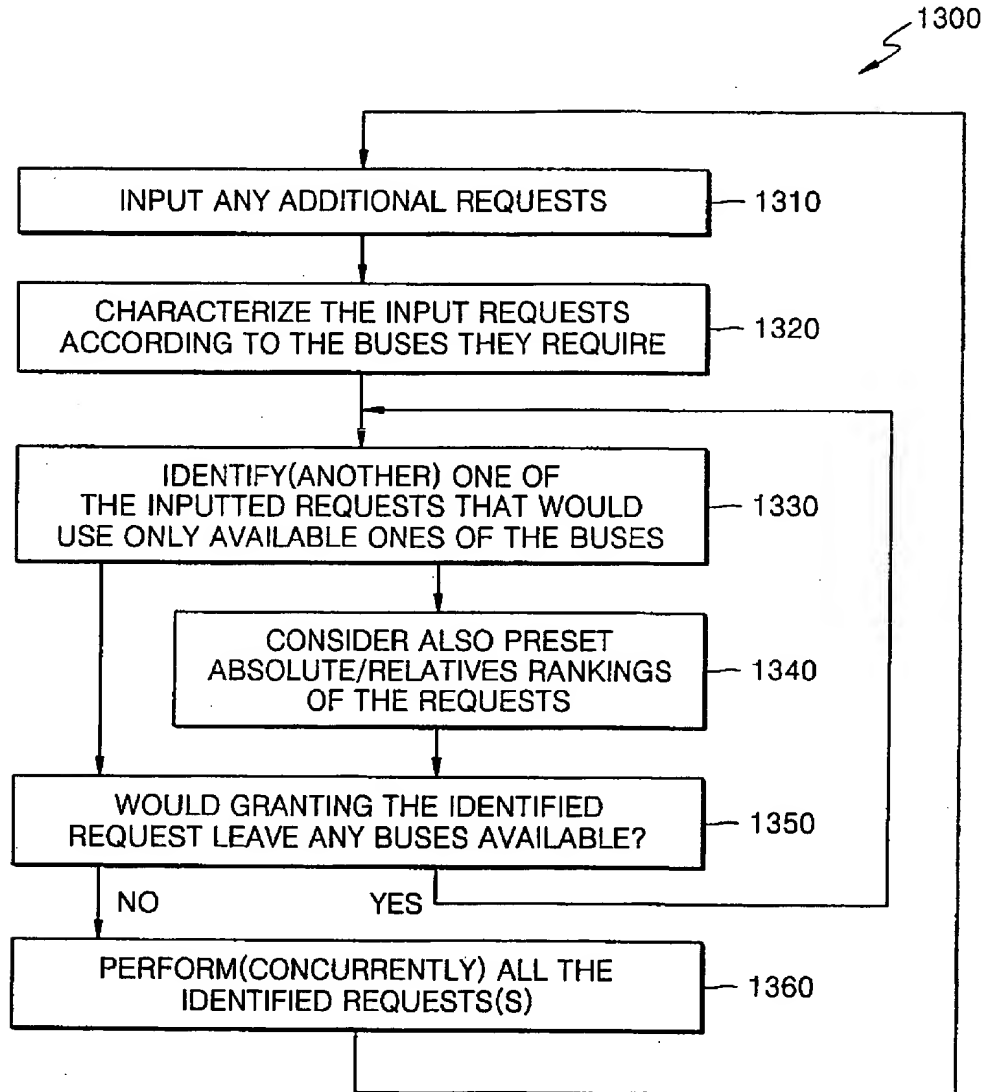 1300
INPUT ANY ADDITIONAL REQUESTS
1310
CHARACTERIZE THE INPUT REQUESTS
ACCORDING TO THE BUSES THEY REQUIRE
1320
IDENTIFY(ANOTHER) ONE OF
THE INPUTTED REQUESTS THAT WOULD
USE ONLY AVAILABLE ONES OF THE BUSES
1330
CONSIDER ALSO PRESET
ABSOLUTE/RELATIVES RANKINGS
OF THE REQUESTS
1340
WOULD GRANTING THE IDENTIFIED
REQUEST LEAVE ANY BUSES AVAILABLE?
1350
NO
YES
PERFORM(CONCURRENTLY) ALL THE
IDENTIFIED REQUESTS(S)
1360